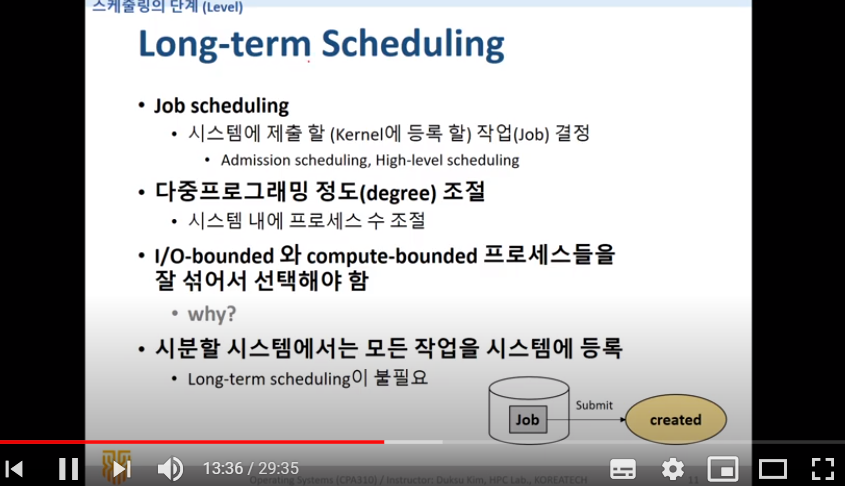 스케줄링의 단계 (Level)
Long-term Scheduling
• Job scheduling
• 시스템에 제출 할 (Kernel에 등록 할) 작업(Job) 결정
• Admission scheduling, High-level scheduling
• 다중프로그래밍 정도(degree) 조절
• 시스템 내에 프로세스 수 조절
• I/O-bounded 와 compute-bounded 프로세스들을
잘 섞어서 선택해야 함
• why?
• 시분할 시스템에서는 모든 작업을 시스템에 등록
• Long-term scheduling이 불필요
Job
Submit
created
13:36 / 29:35
Operating Systems (CPA310) / Instructor: Duksu Kim, HPC Lab., KOREATECH
11